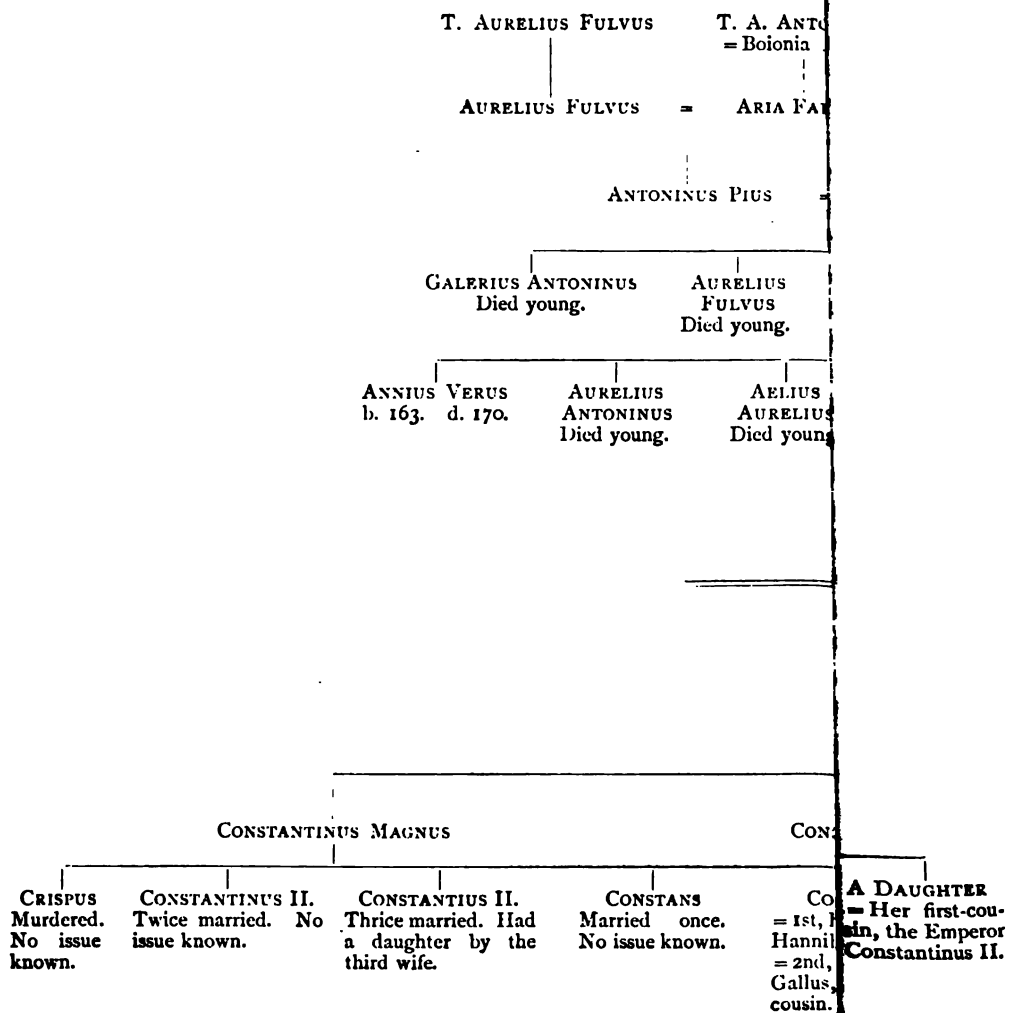 T. AURELIUS FULVUS
T. A.
= Boionia
AURELIUS FULVUS = ARIA
ANTONINUS PIUS =
GALERIUS ANTONINUS
Died young.
AURELIUS
FULVUS
Died young.
ANNIUS VERUS
b. 163. d. 170.
AURELIUS
ANTONINUS
Died young.
AELIUS
AURELIUS
Died young
CONSTANTINUS MAGNUS
CRISPUS
Murdered.
No issue
known.
CONSTANTINUS II.
Twice married. No
issue known.
CONSTANTIUS II.
Thrice married. Had
a daughter by the
third wife.
CONSTANS
Married once.
No issue known.
= 1st,
= 2nd,
Gallus,
cousin.
A DAUGHTER
= Her first-cou-
sin, the Emperor
Constantinus II.